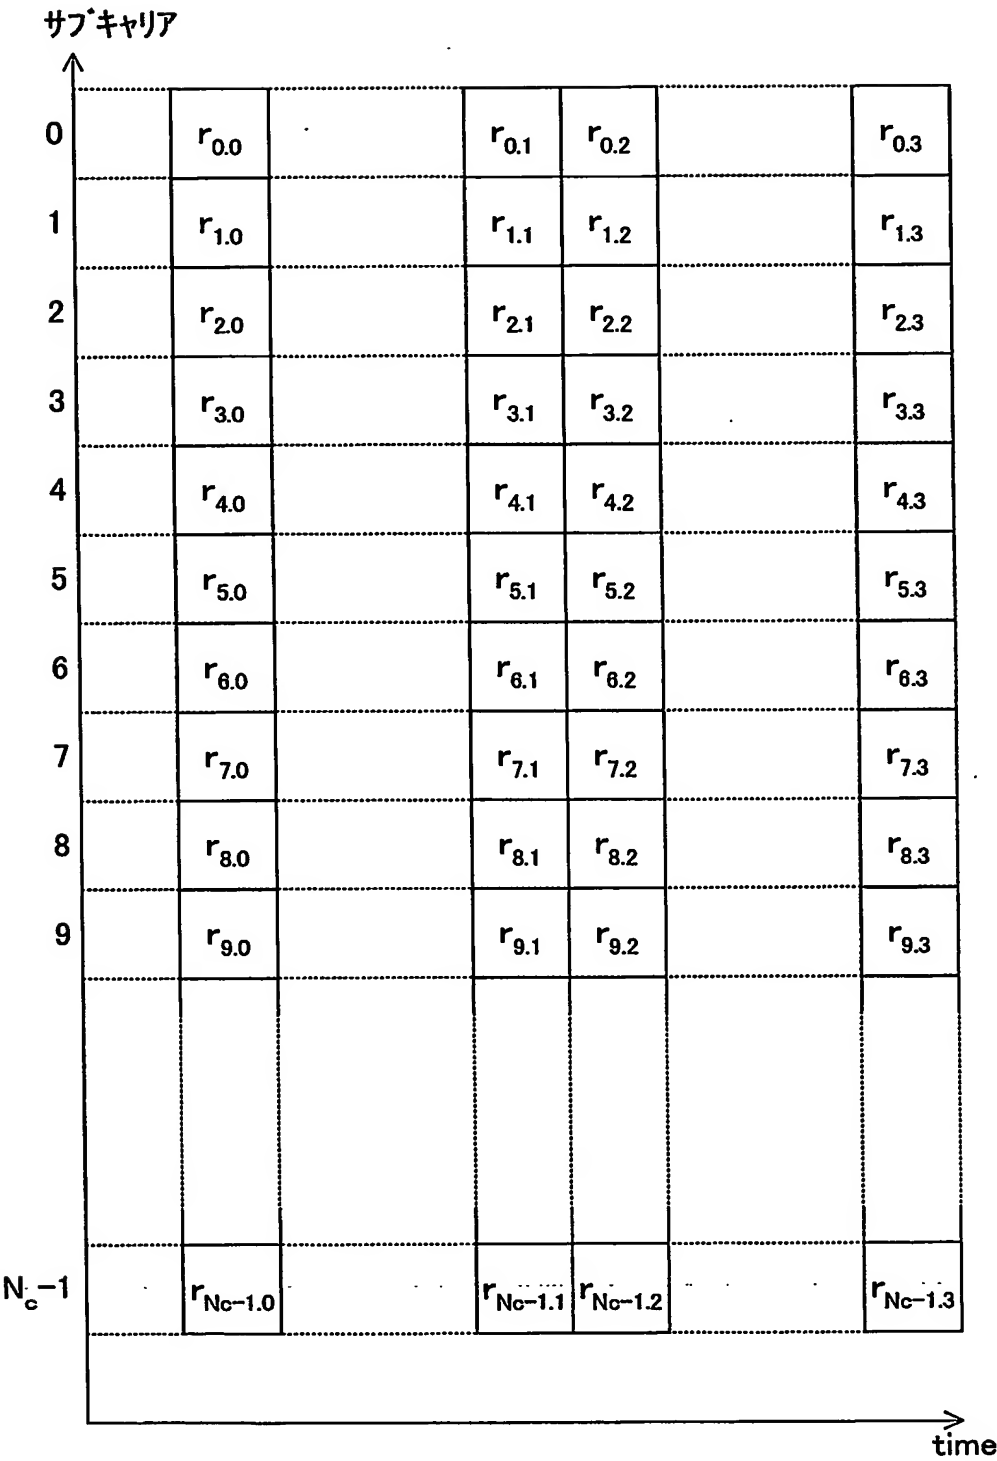 サブキャリア
0 r0.0 r0.1 r0.2 r0.3
1 r1.0 r1.1 r1.2 r1.3
2 r2.0 r2.1 r2.2 r2.3
3 r3.0 r3.1 r3.2 r3.3
4 r4.0 r4.1 r4.2 r4.3
5 r5.0 r5.1 r5.2 r5.3
6 r6.0 r6.1 r6.2 r6.3
7 r7.0 r7.1 r7.2 r7.3
8 r8.0 r8.1 r8.2 r8.3
9 r9.0 r9.1 r9.2 r9.3
Nc-1 rNc-1.0 rNc-1.1 rNc-1.2 rNc-1.3
time